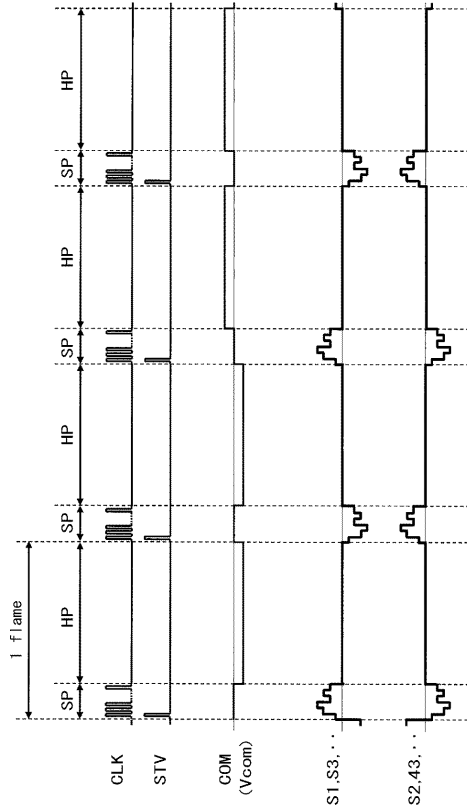 1 flame
SP HP SP HP SP HP SP HP
CLK
STV
COM
(Vcom)
S1,S3,··
S2,43,··